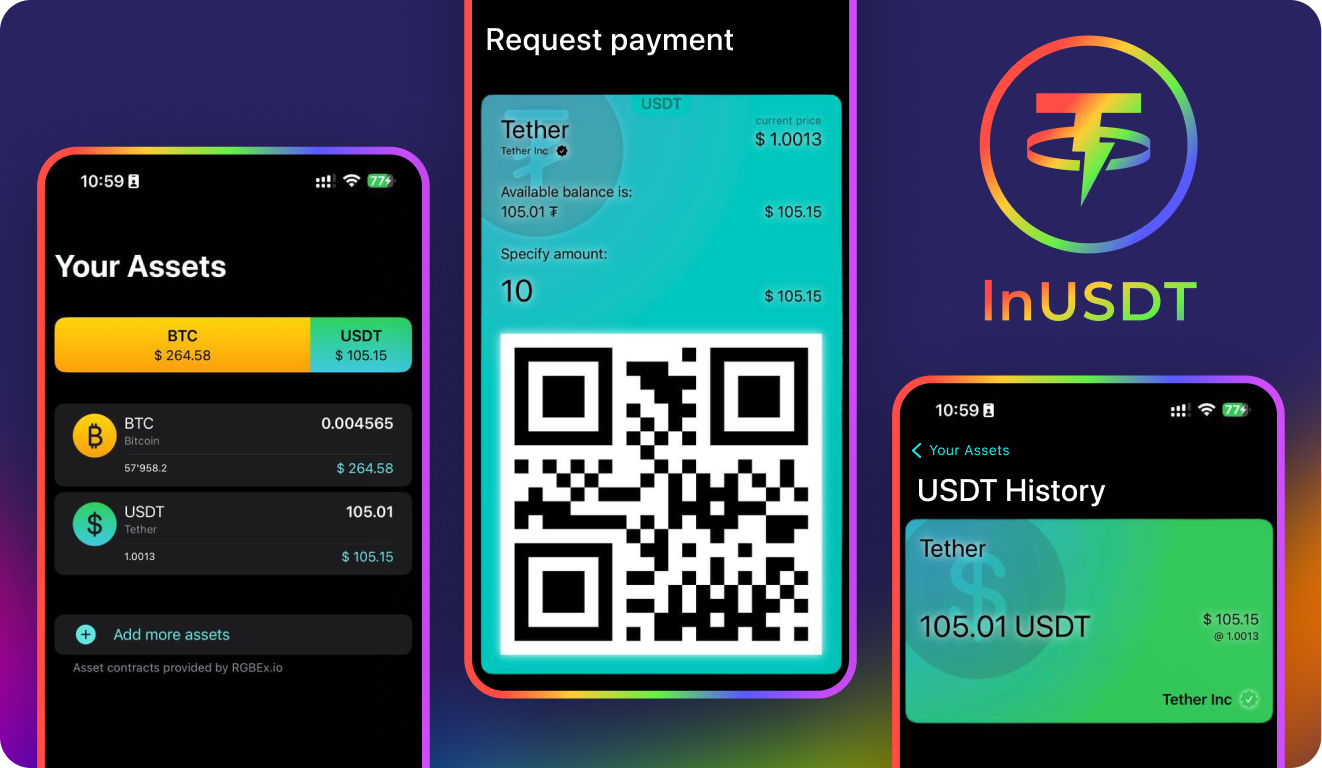 10:59
77
Your Assets
BTC
$ 264.58
USDT
$ 105.15
BTC
0.004565
Bitcoin
57'958.2
$ 264.58
USDT
105.01
Tether
1.0013
$ 105.15
Add more assets
Asset contracts provided by RGBEx.io
Request payment
USDT
Tether
current price
Tether Inc
$ 1.0013
Available balance is:
105.01 ₮
$ 105.15
Specify amount:
10
$ 105.15
lnUSDT
10:59
77
Your Assets
USDT History
Tether
105.01 USDT
$ 105.15
@ 1.0013
Tether Inc